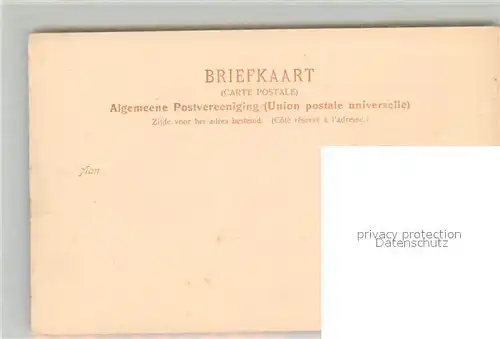 BRIEFKAART
(CARTE POSTALE)
Algemeene Postvereeniging (Union postale universelle)
Zijde voor het adres bestemd. (Côté réservé à l'adresse.)
privacy protection
Datenschutz